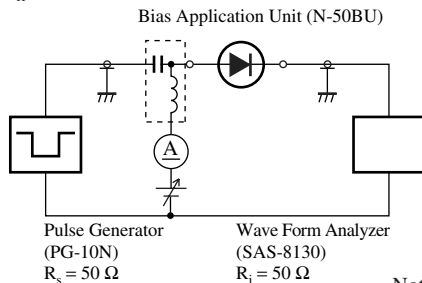 Bias Application Unit (N-50BU)
A
Pulse Generator
(PG-10N)
Rs = 50 Ω
Wave Form Analyzer
(SAS-8130)
Ri = 50 Ω